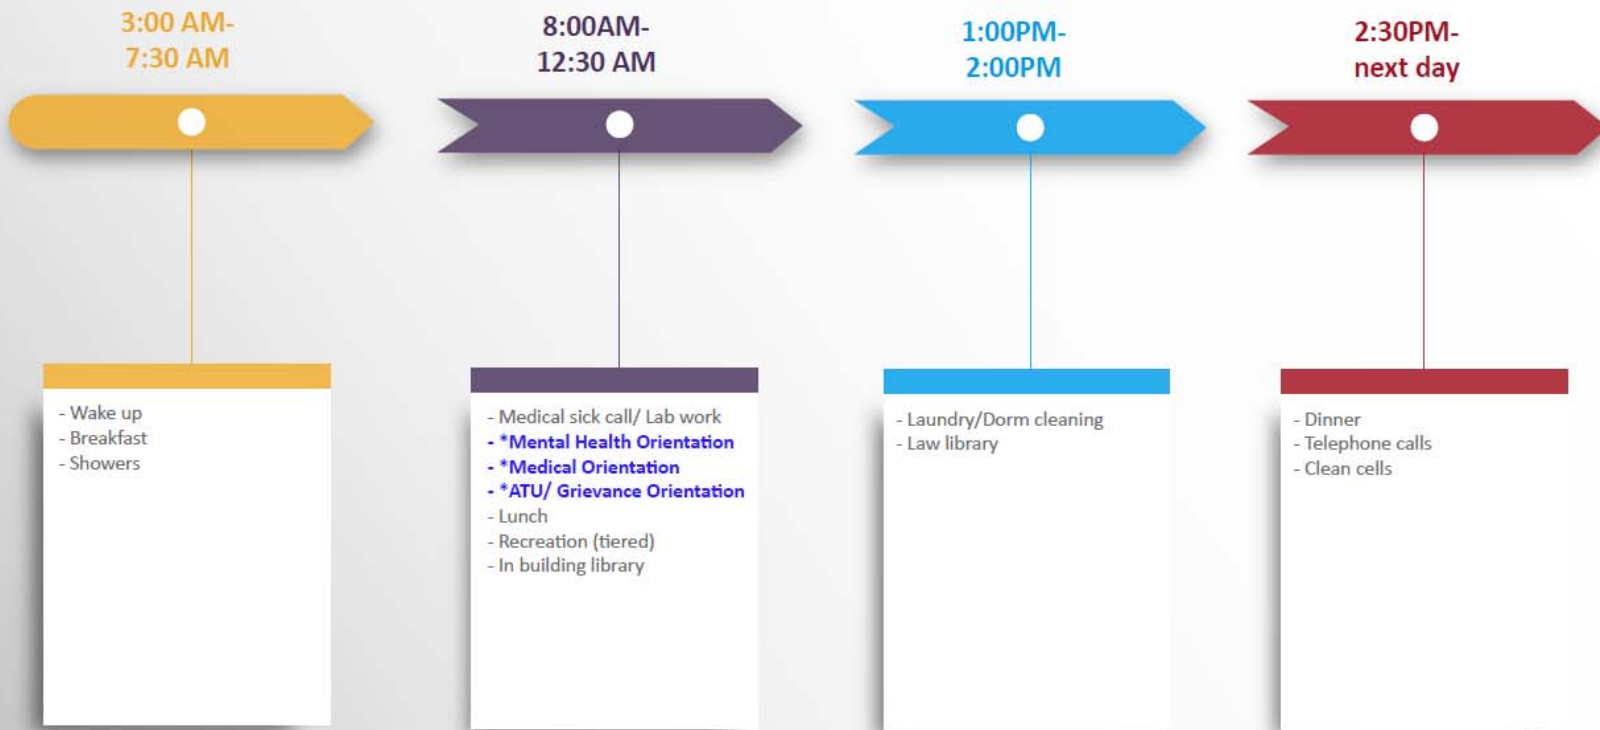 3:00 AM-
7:30 AM
8:00AM-
12:30 AM
1:00PM-
2:00PM
2:30PM-
next day
- Wake up
- Breakfast
- Showers
- Medical sick call/ Lab work
- *Mental Health Orientation
- *Medical Orientation
- *ATU/ Grievance Orientation
- Lunch
- Recreation (tiered)
- In building library
- Laundry/Dorm cleaning
- Law library
- Dinner
- Telephone calls
- Clean cells